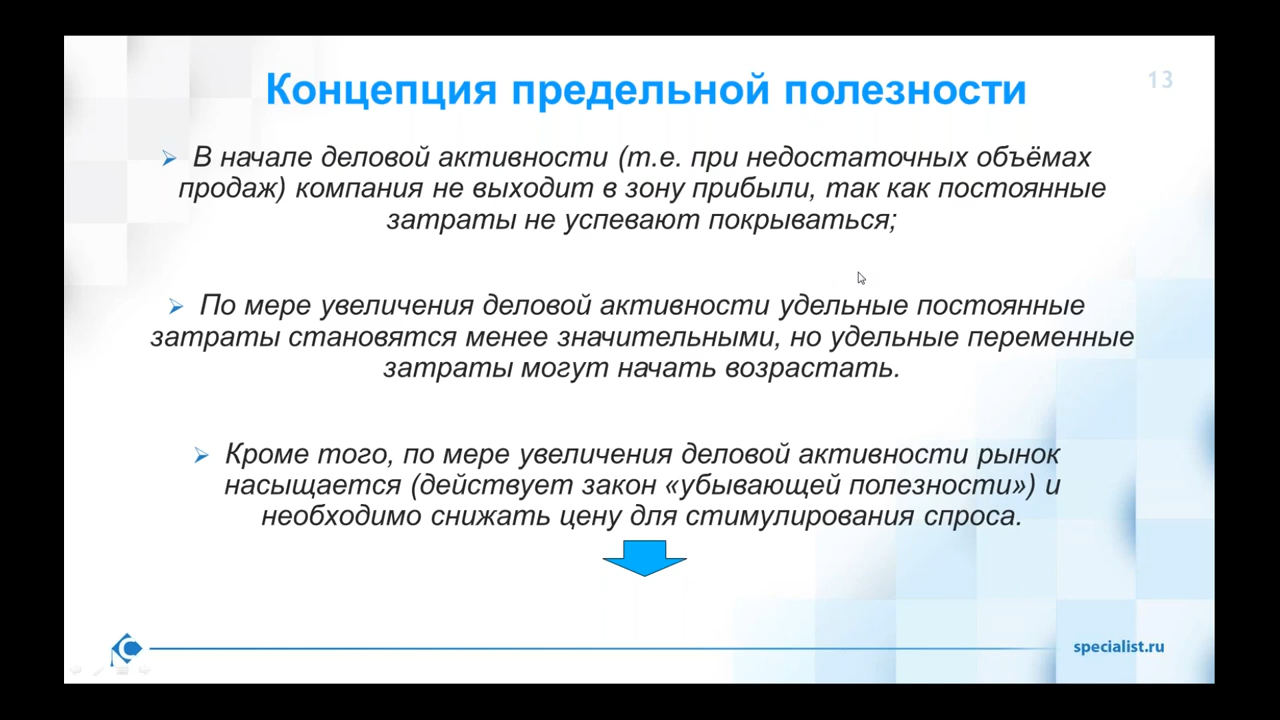 Концепция предельной полезности
13
➢ В начале деловой активности (т.е. при недостаточных объёмах
продаж) компания не выходит в зону прибыли, так как постоянные
затраты не успевают покрываться;
➢ По мере увеличения деловой активности удельные постоянные
затраты становятся менее значительными, но удельные переменные
затраты могут начать возрастать.
➢ Кроме того, по мере увеличения деловой активности рынок
насыщается (действует закон «убывающей полезности») и
необходимо снижать цену для стимулирования спроса.
specialist.ru